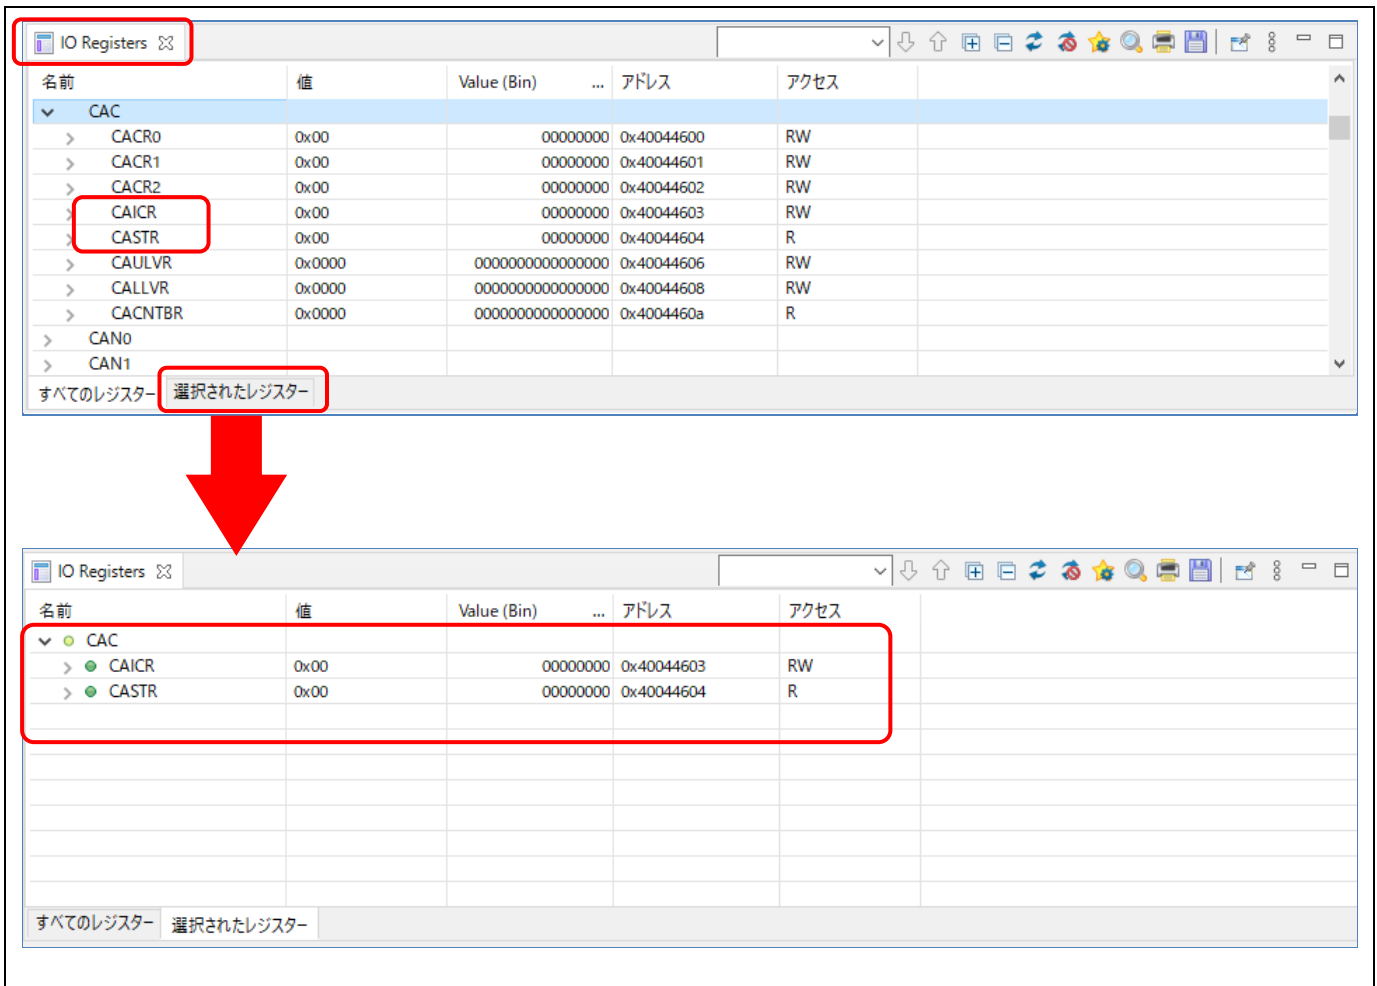 IO Registers
名前 値 Value (Bin) ... アドレス アクセス
CAC
CACR0 0x00 00000000 0x40044600 RW
CACR1 0x00 00000000 0x40044601 RW
CACR2 0x00 00000000 0x40044602 RW
CAICR 0x00 00000000 0x40044603 RW
CASTR 0x00 00000000 0x40044604 R
CAULVR 0x0000 0000000000000000 0x40044606 RW
CALLVR 0x0000 0000000000000000 0x40044608 RW
CACNTBR 0x0000 0000000000000000 0x4004460a R
CAN0
CAN1
すべてのレジスター 選択されたレジスター
IO Registers
名前 値 Value (Bin) ... アドレス アクセス
CAC
CAICR 0x00 00000000 0x40044603 RW
CASTR 0x00 00000000 0x40044604 R
すべてのレジスター 選択されたレジスター